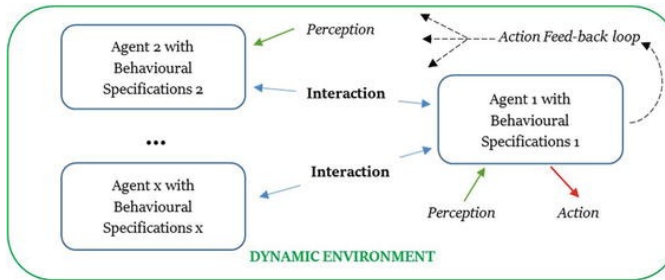 Perception
Action Feed-back loop
Agent 2 with
Behavioural
Specifications 2
Interaction
Agent 1 with
Behavioural
Specifications 1
...
Interaction
Agent x with
Behavioural
Specifications x
Perception
Action
DYNAMIC ENVIRONMENT